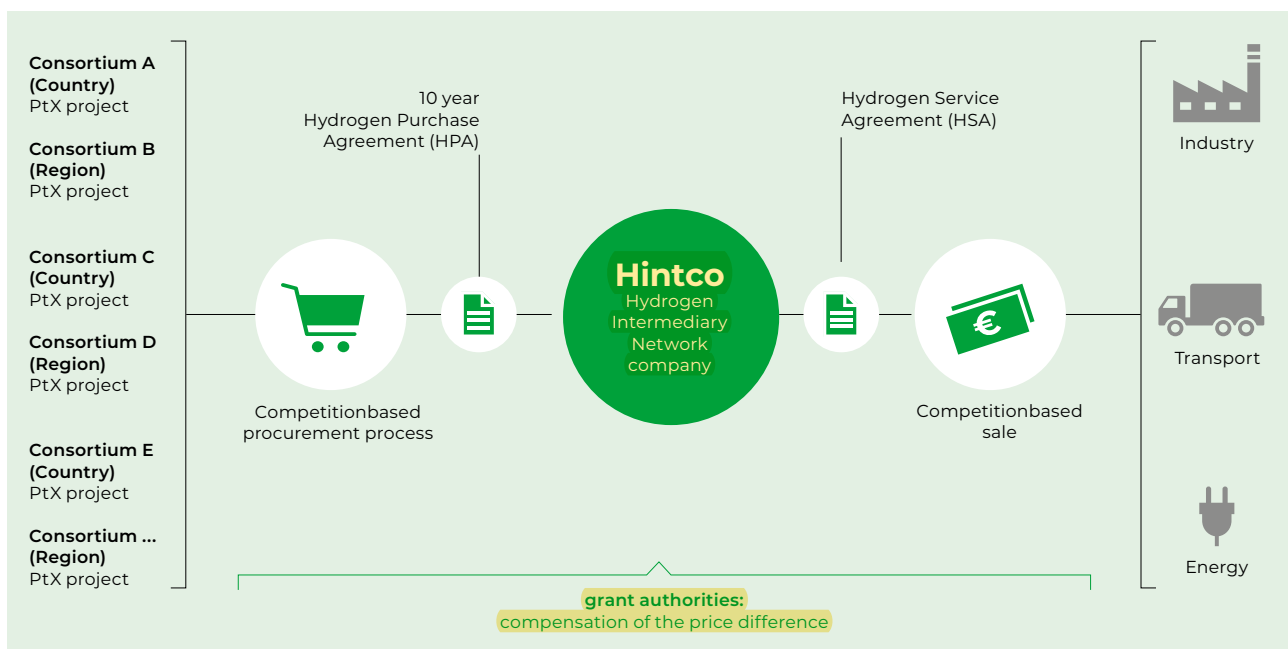 Consortium A
(Country)
PtX project
Consortium B
(Region)
PtX project
Consortium C
(Country)
PtX project
Consortium D
(Region)
PtX project
Consortium E
(Country)
PtX project
Consortium ...
(Region)
PtX project
Competitionbased
procurement process
10 year
Hydrogen Purchase
Agreement (HPA)
Hintco
Hydrogen
Intermediary
Network
company
Hydrogen Service
Agreement (HSA)
€
Competitionbased
sale
Industry
Transport
Energy
grant authorities:
compensation of the price difference